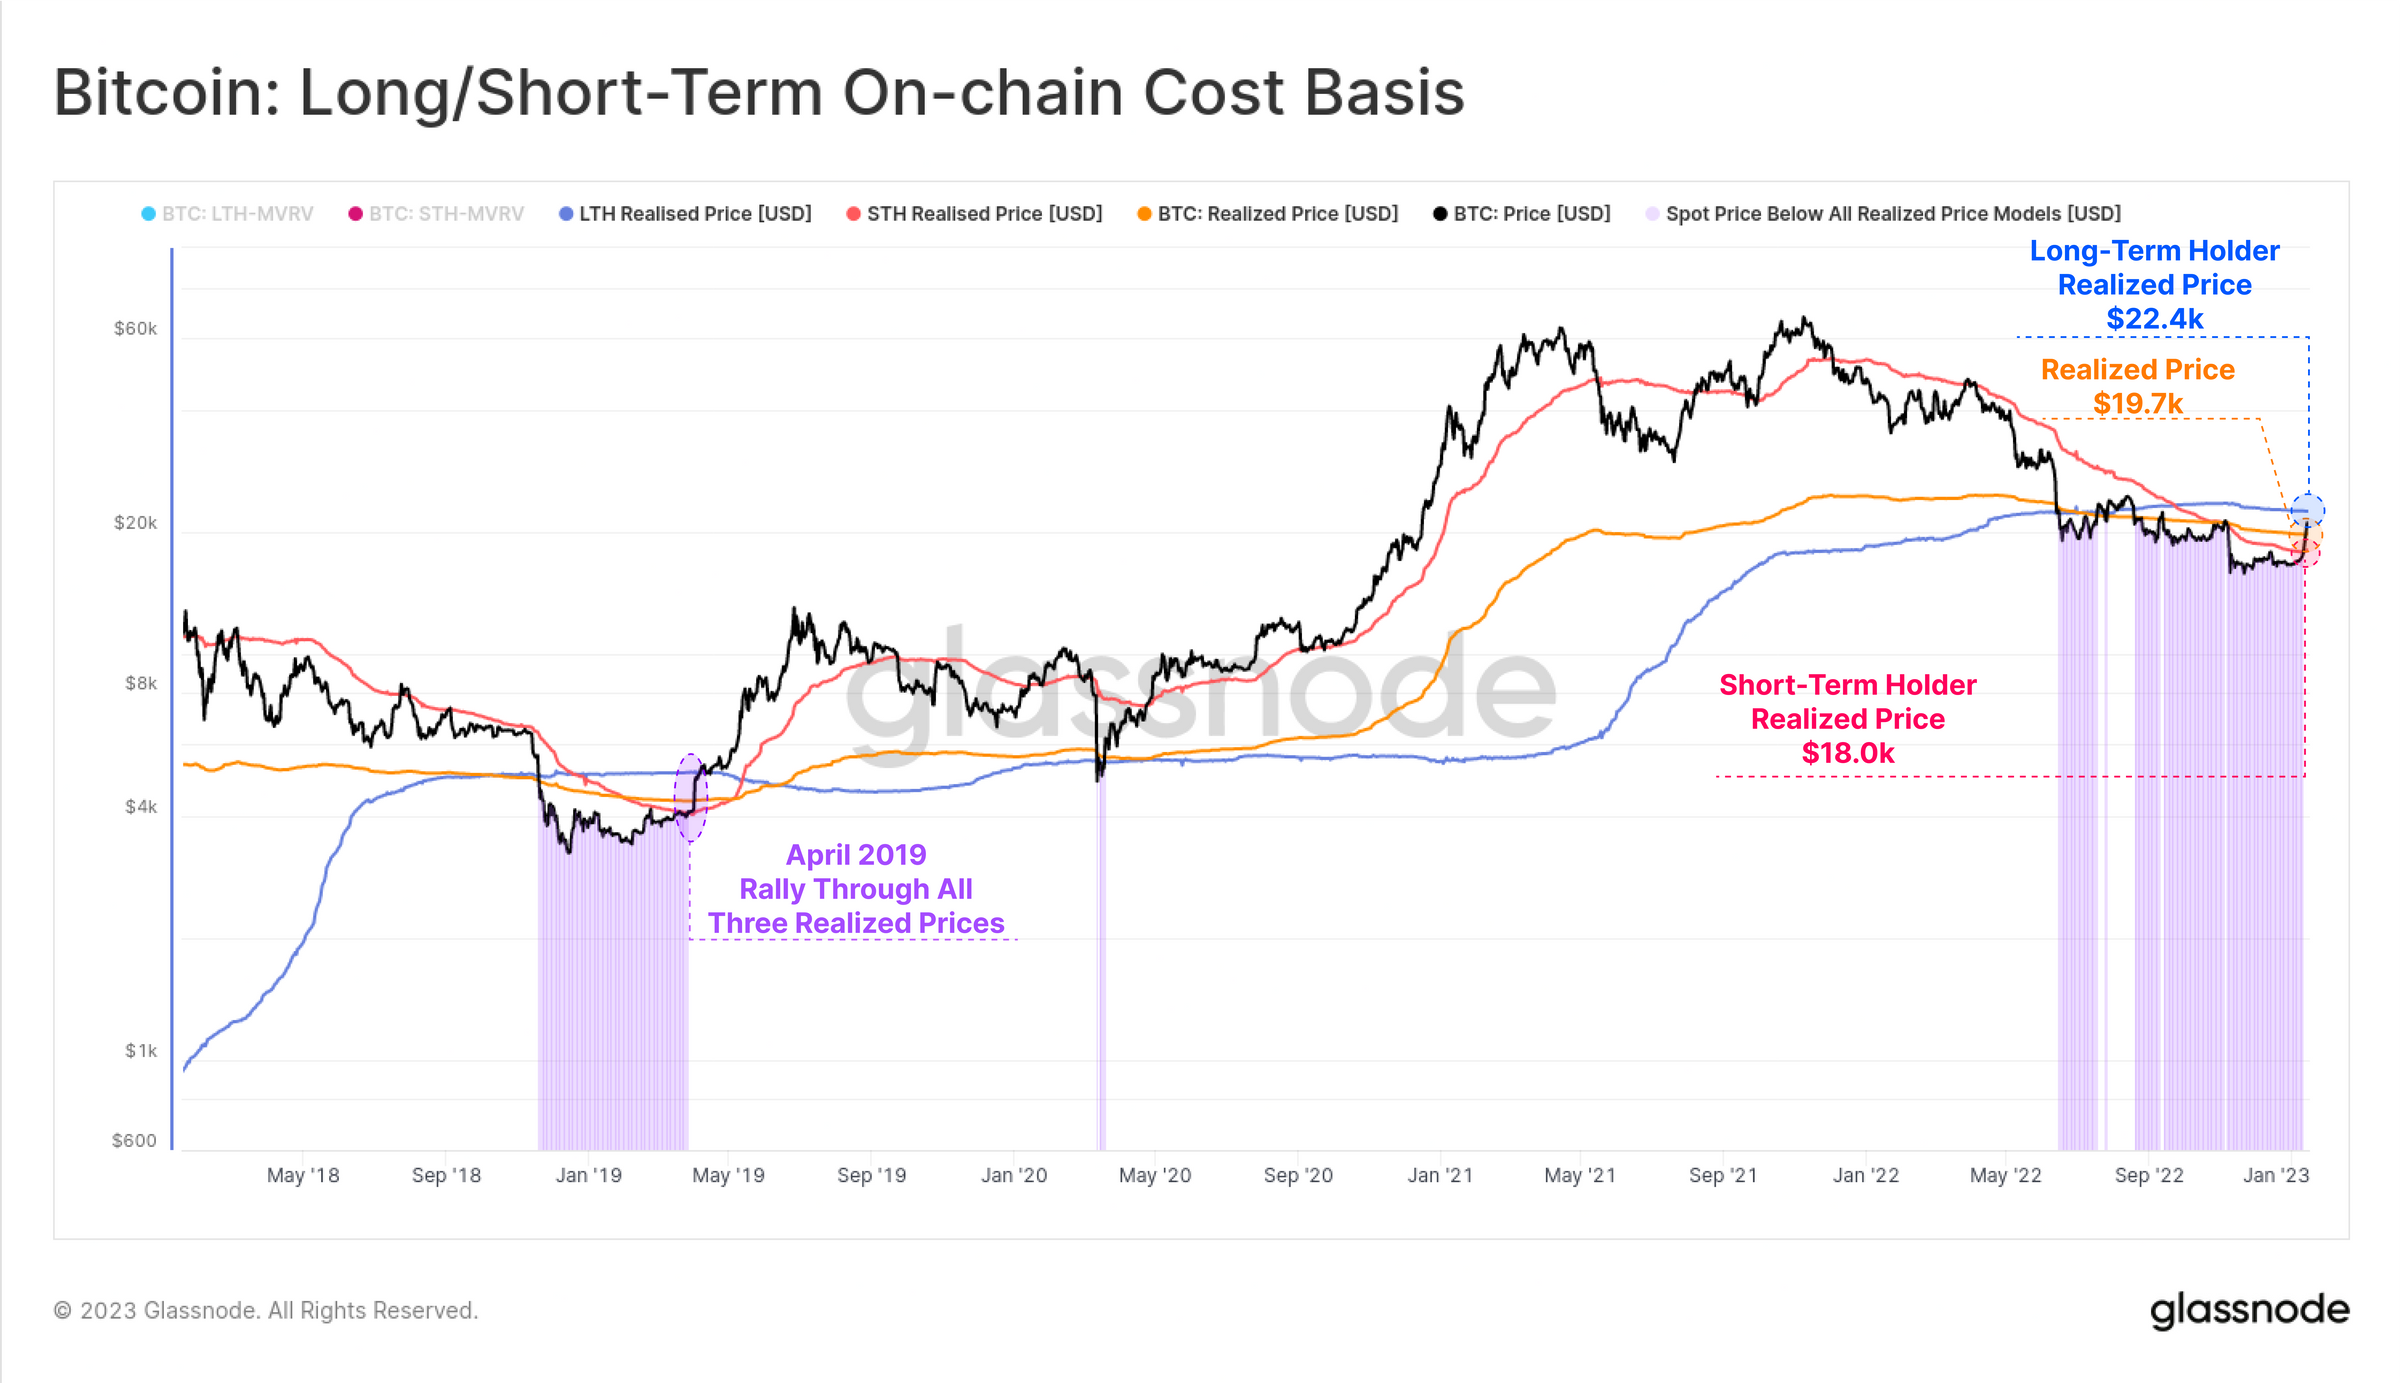 Bitcoin: Long/Short-Term On-chain Cost Basis
BTC: LTH-MVRV BTC: STH-MVRV LTH Realised Price [USD] STH Realised Price [USD] BTC: Realized Price [USD] BTC: Price [USD] Spot Price Below All Realized Price Models [USD]
Long-Term Holder
Realized Price
$22.4k
Realized Price
$19.7k
Short-Term Holder
Realized Price
$18.0k
April 2019
Rally Through All
Three Realized Prices
glassnode
$60k
$20k
$8k
$4k
$1k
$600
May '18 Sep '18 Jan '19 May '19 Sep '19 Jan '20 May '20 Sep '20 Jan '21 May '21 Sep '21 Jan '22 May '22 Sep '22 Jan '23
© 2023 Glassnode. All Rights Reserved.
glassnode